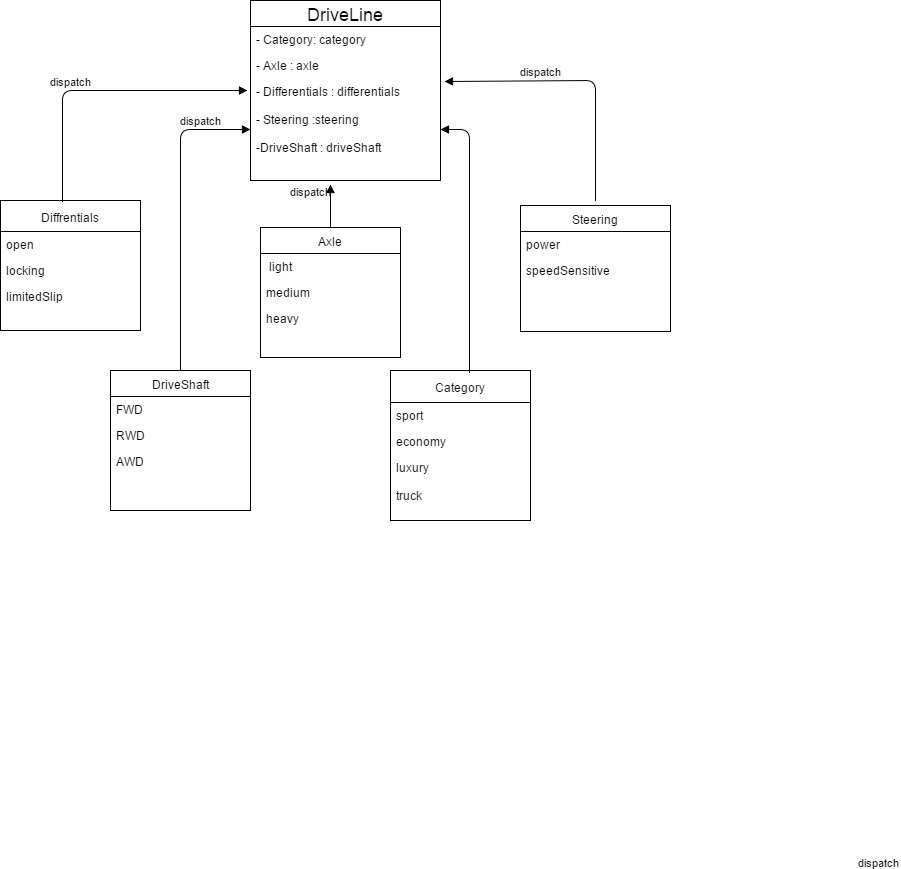 DriveLine
- Category: category
- Axle : axle
- Differentials : differentials
- Steering :steering
-DriveShaft : driveShaft
dispatch
dispatch
dispatch
dispatch
Diffrentials
open
locking
limitedSlip
Axle
light
medium
heavy
Steering
power
speedSensitive
DriveShaft
FWD
RWD
AWD
Category
sport
economy
luxury
truck
dispatch